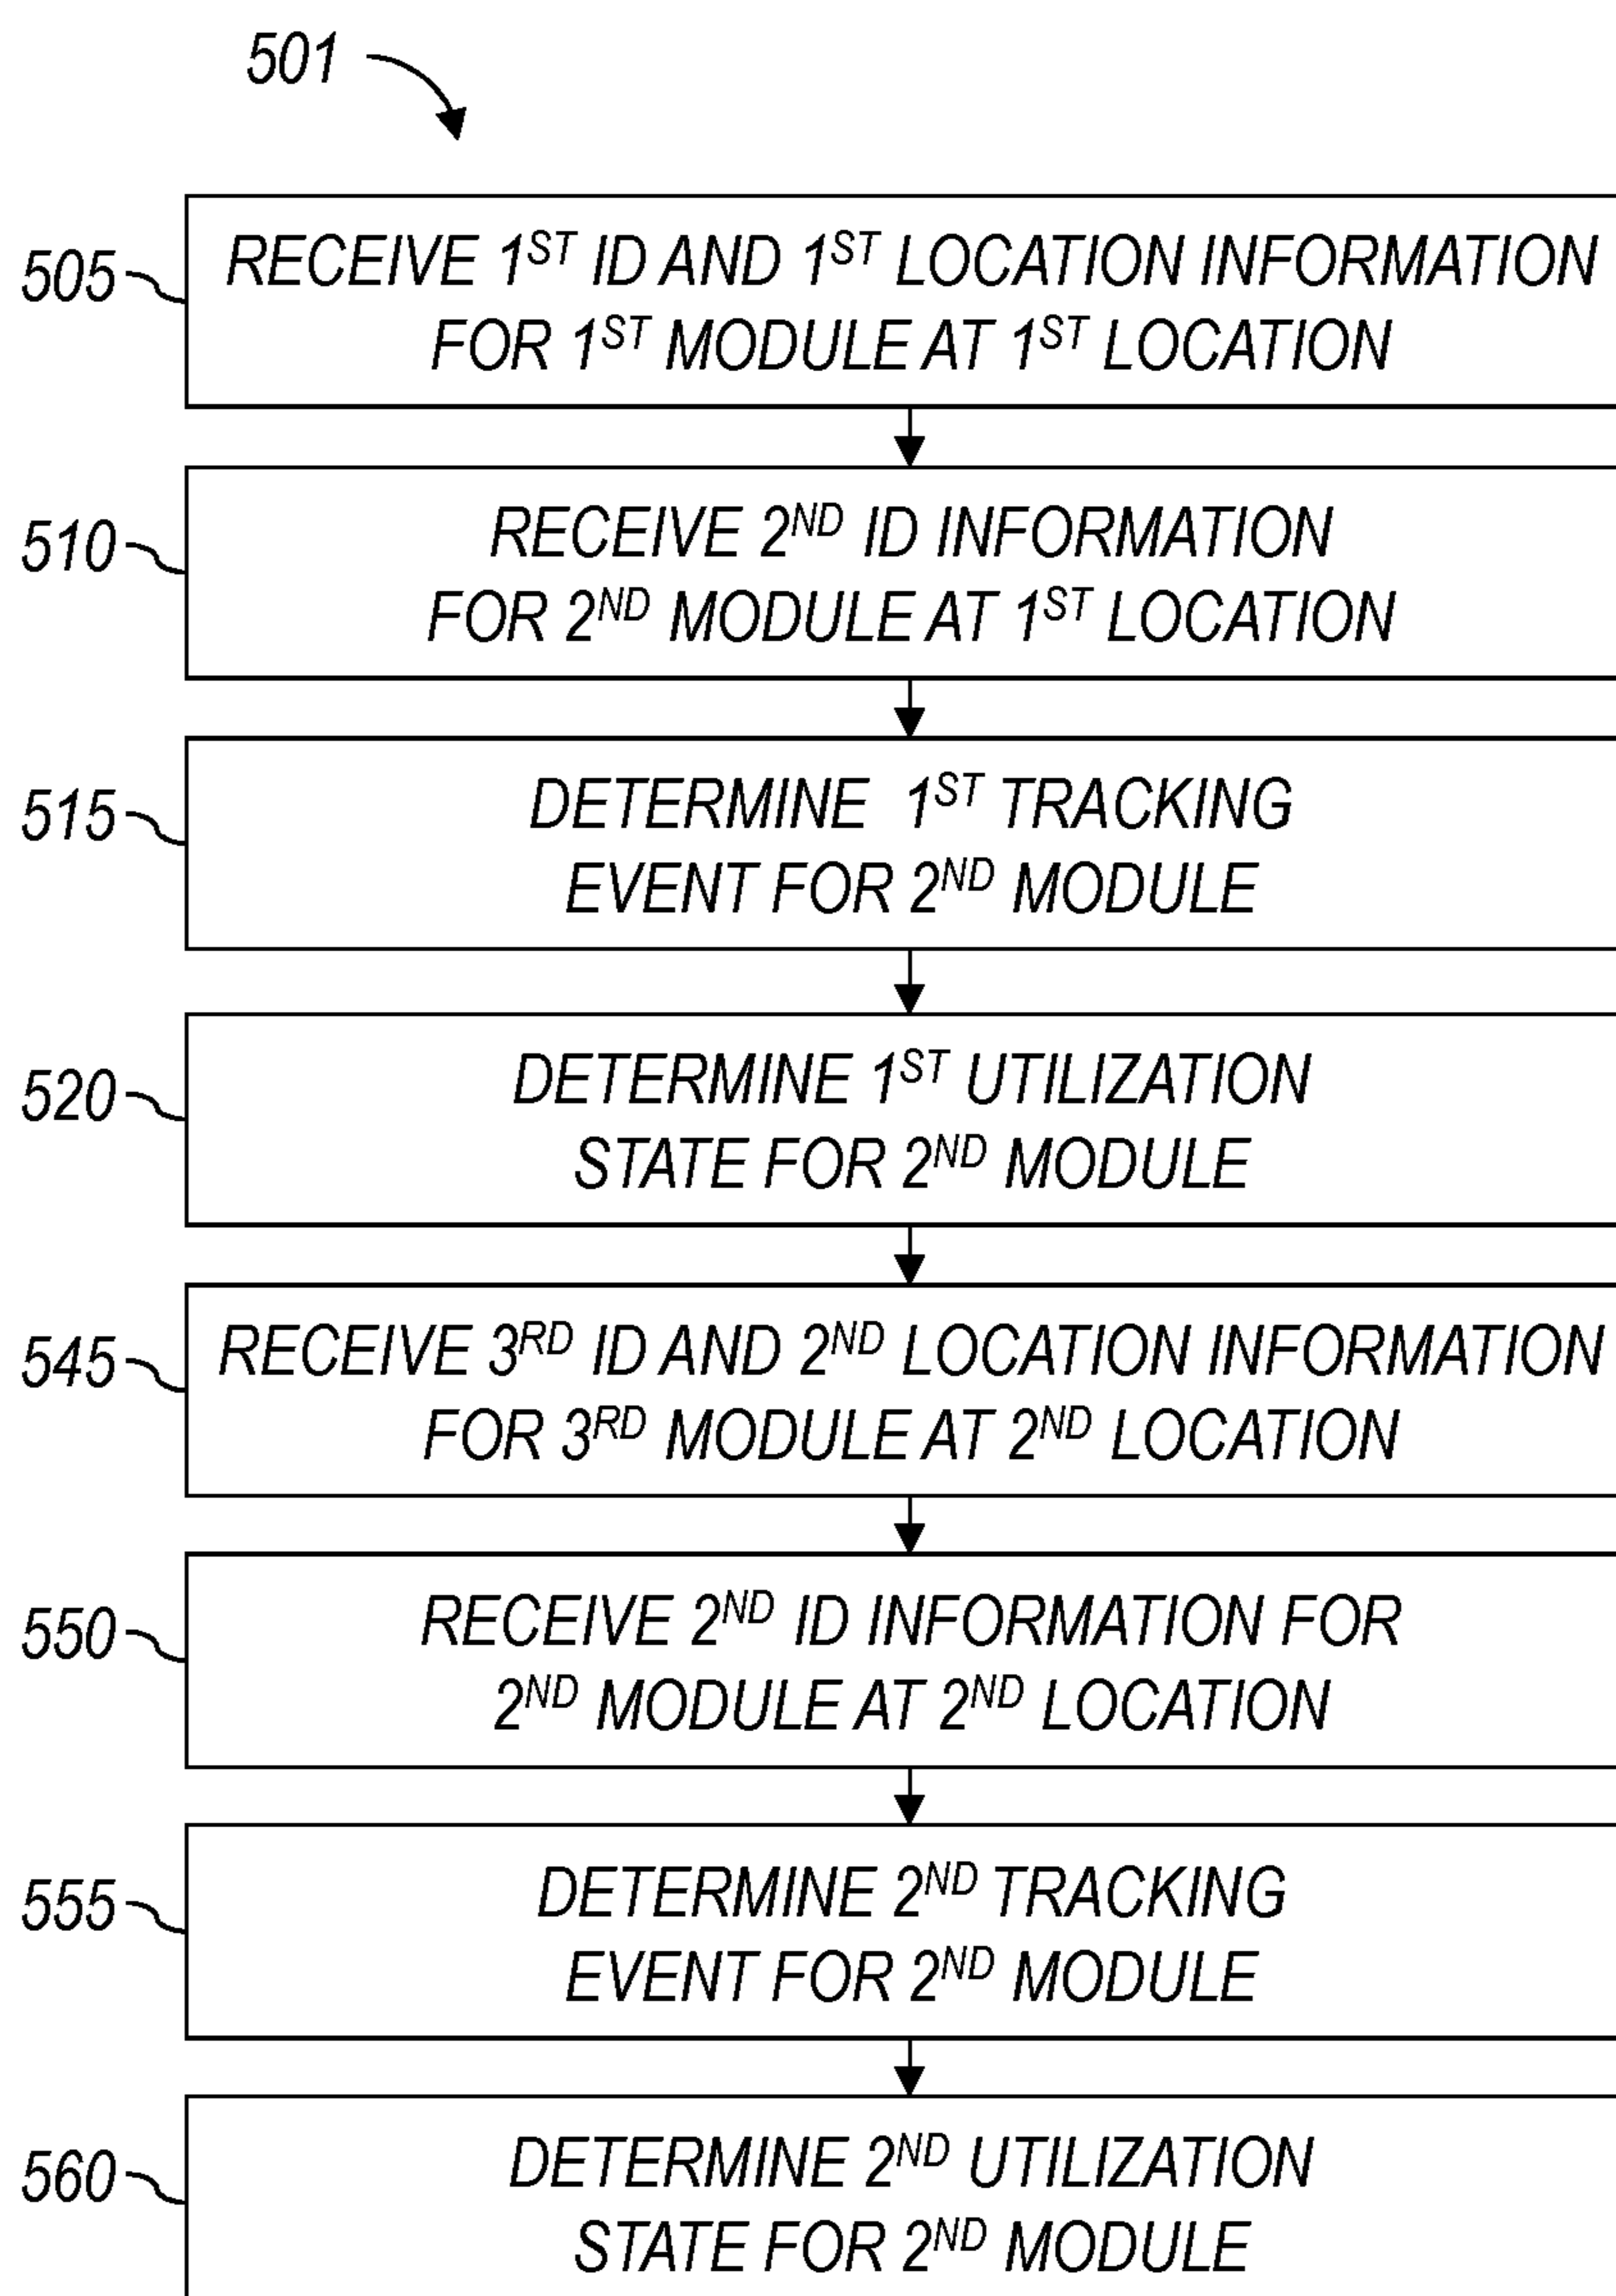 501
505
RECEIVE 1ST ID AND 1ST LOCATION INFORMATION
FOR 1ST MODULE AT 1ST LOCATION
510
RECEIVE 2ND ID INFORMATION
FOR 2ND MODULE AT 1ST LOCATION
515
DETERMINE 1ST TRACKING
EVENT FOR 2ND MODULE
520
DETERMINE 1ST UTILIZATION
STATE FOR 2ND MODULE
545
RECEIVE 3RD ID AND 2ND LOCATION INFORMATION
FOR 3RD MODULE AT 2ND LOCATION
550
RECEIVE 2ND ID INFORMATION FOR
2ND MODULE AT 2ND LOCATION
555
DETERMINE 2ND TRACKING
EVENT FOR 2ND MODULE
560
DETERMINE 2ND UTILIZATION
STATE FOR 2ND MODULE